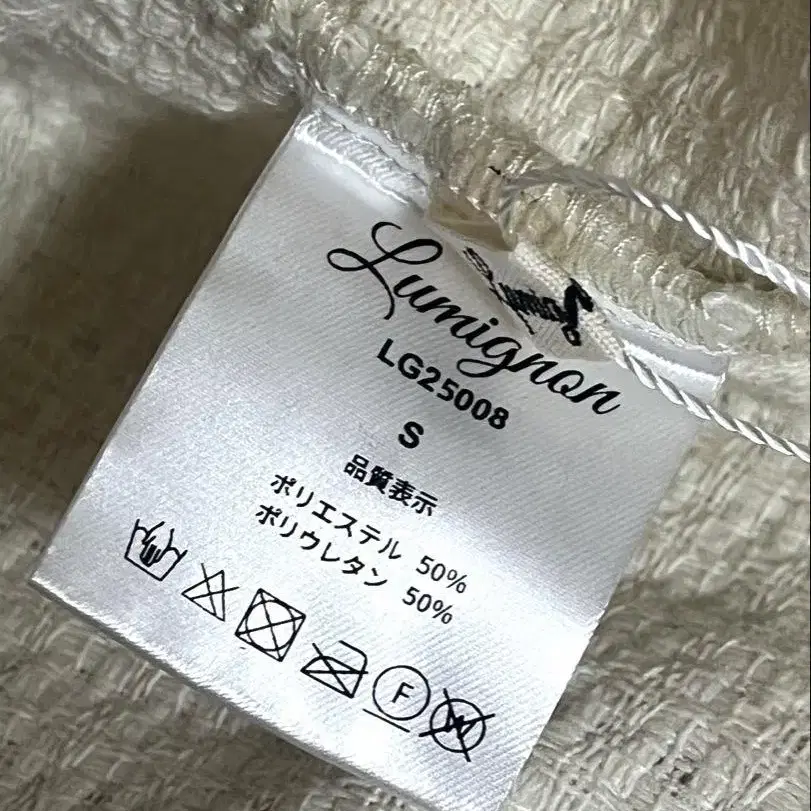 Lumignon
LG25008
S
品質表示
ポリエステル 50%
ポリウレタン 50%
F
W